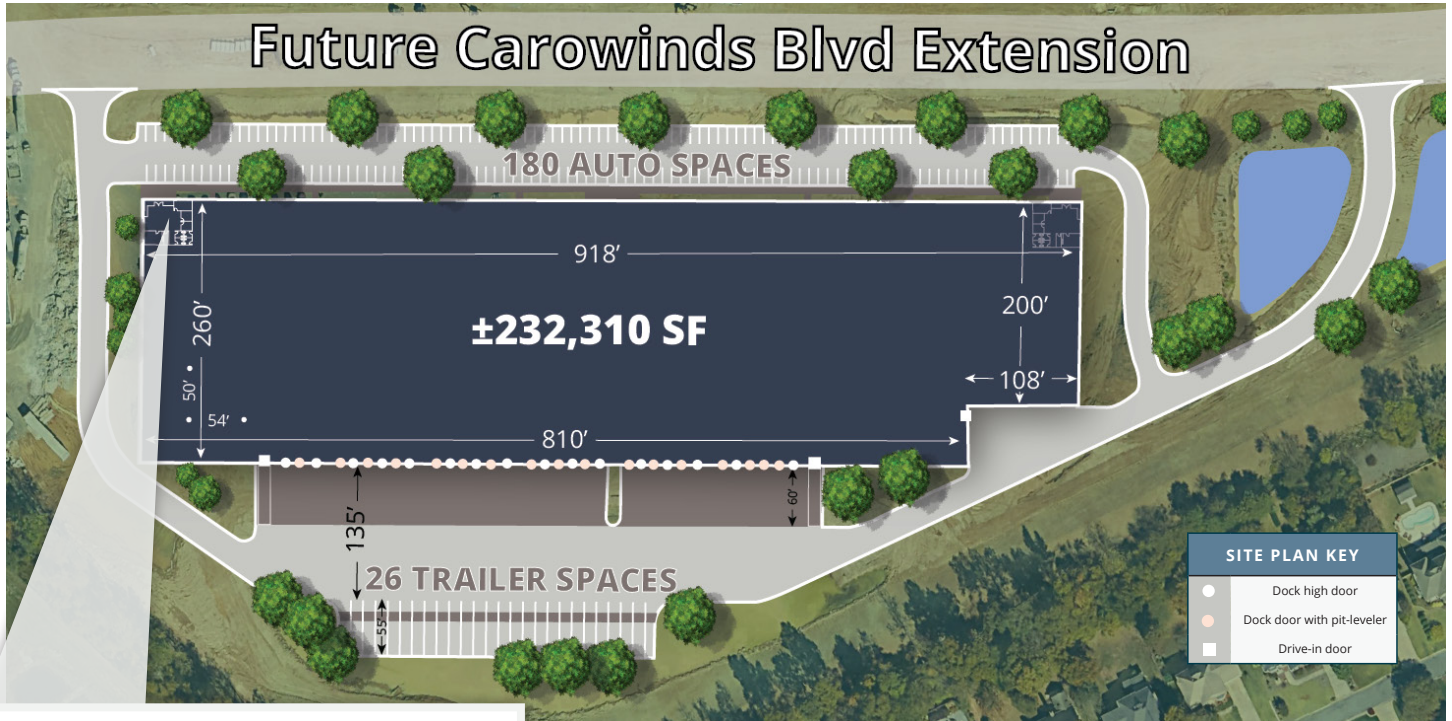 Future Carowinds Blvd Extension
180 AUTO SPACES
918’
260’
±232,310 SF
200’
108’
50’
54’
810’
135’
60’
26 TRAILER SPACES
55’
SITE PLAN KEY
Dock high door
Dock door with pit-leveler
Drive-in door